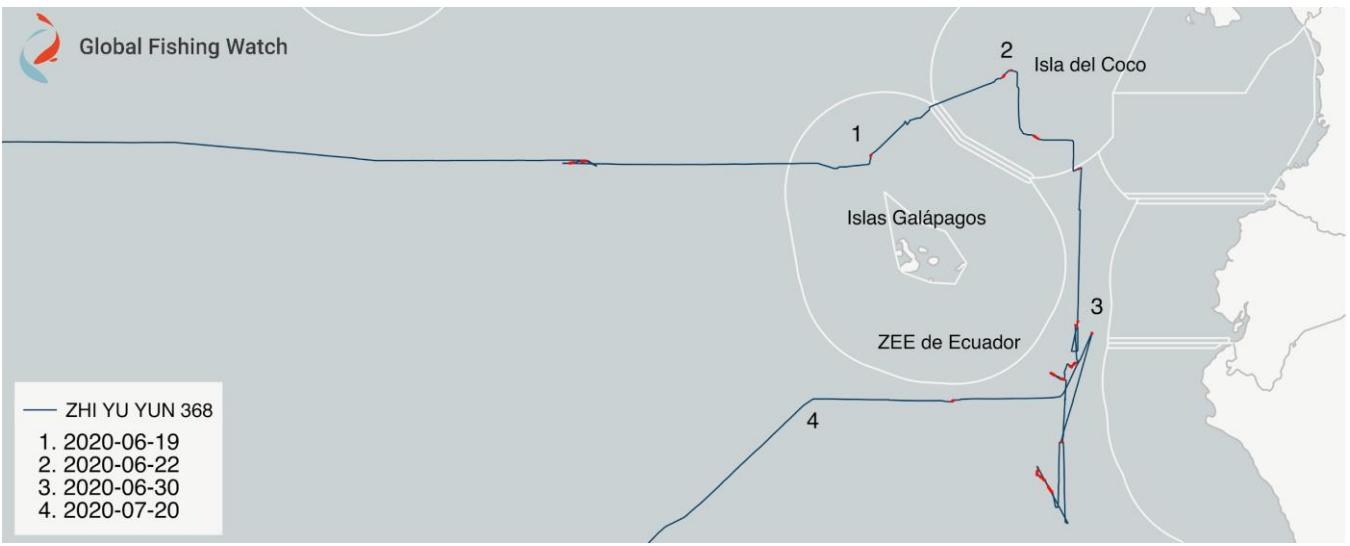 Global Fishing Watch
2
Isla del Coco
1
Islas Galápagos
3
ZEE de Ecuador
4
ZHI YU YUN 368
1. 2020-06-19
2. 2020-06-22
3. 2020-06-30
4. 2020-07-20